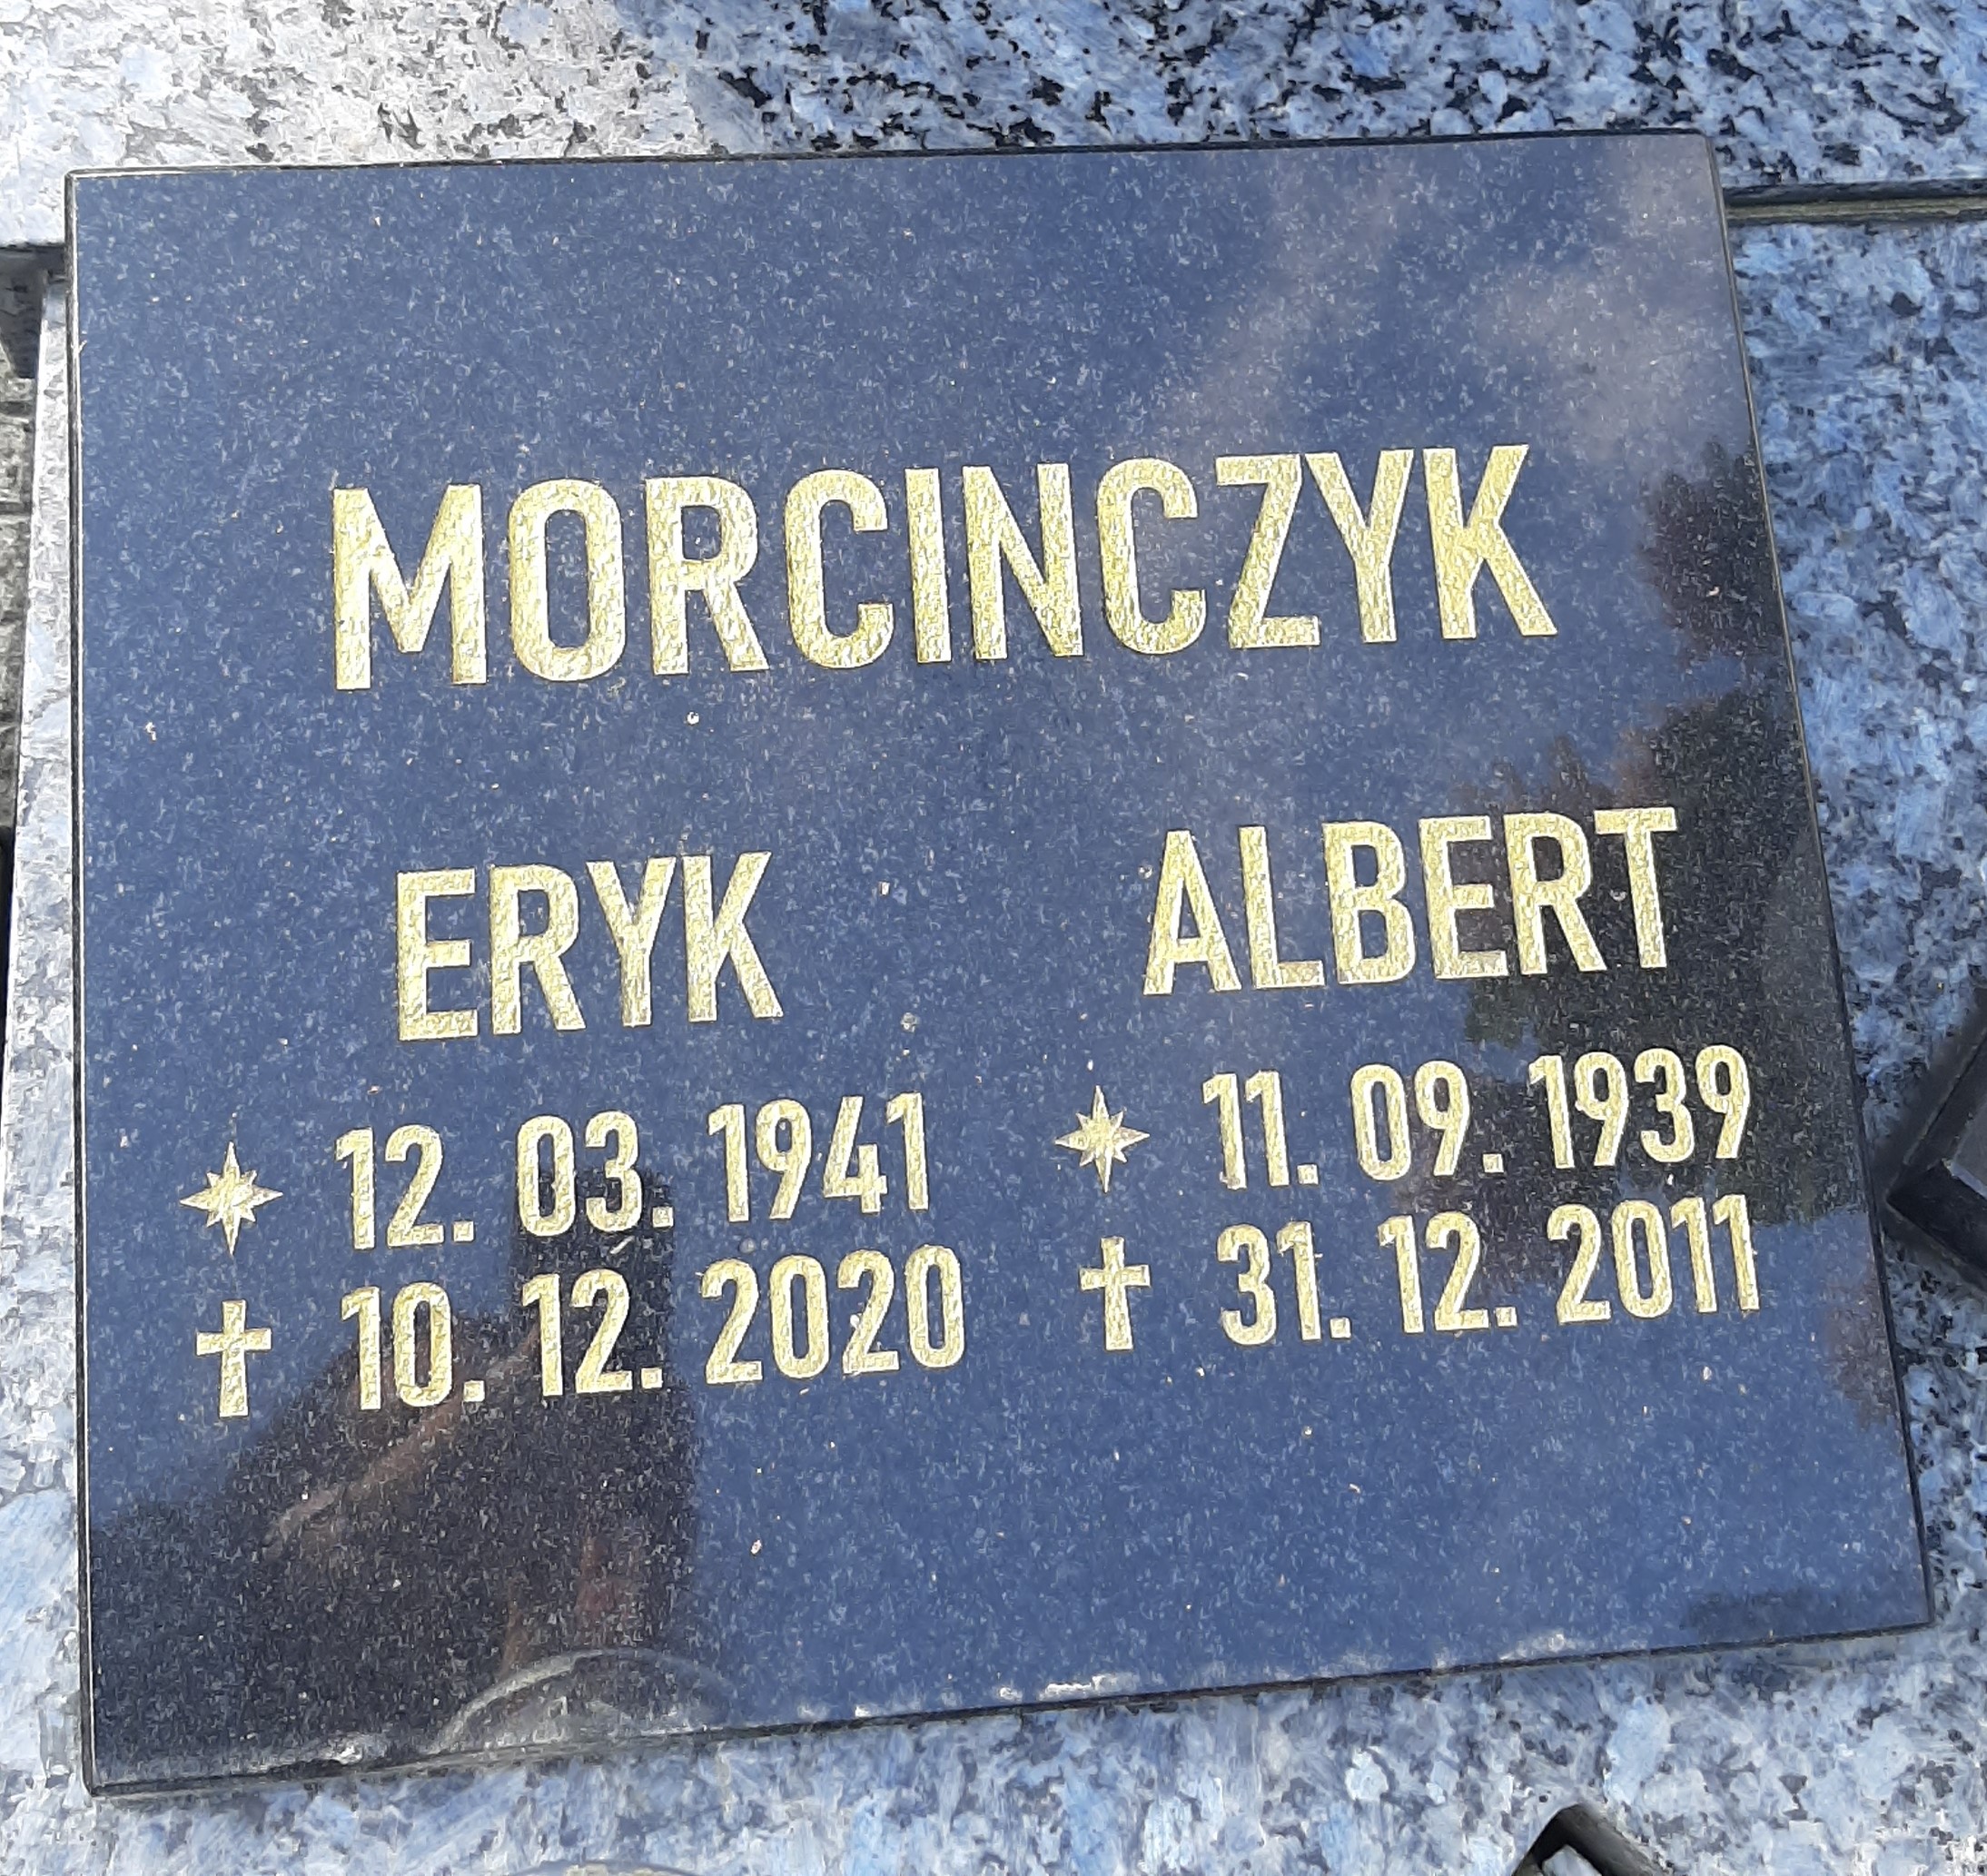 MORCINCZYK
ERYK
12. 03. 1941
10. 12. 2020
ALBERT
11. 09. 1939
31. 12. 2011